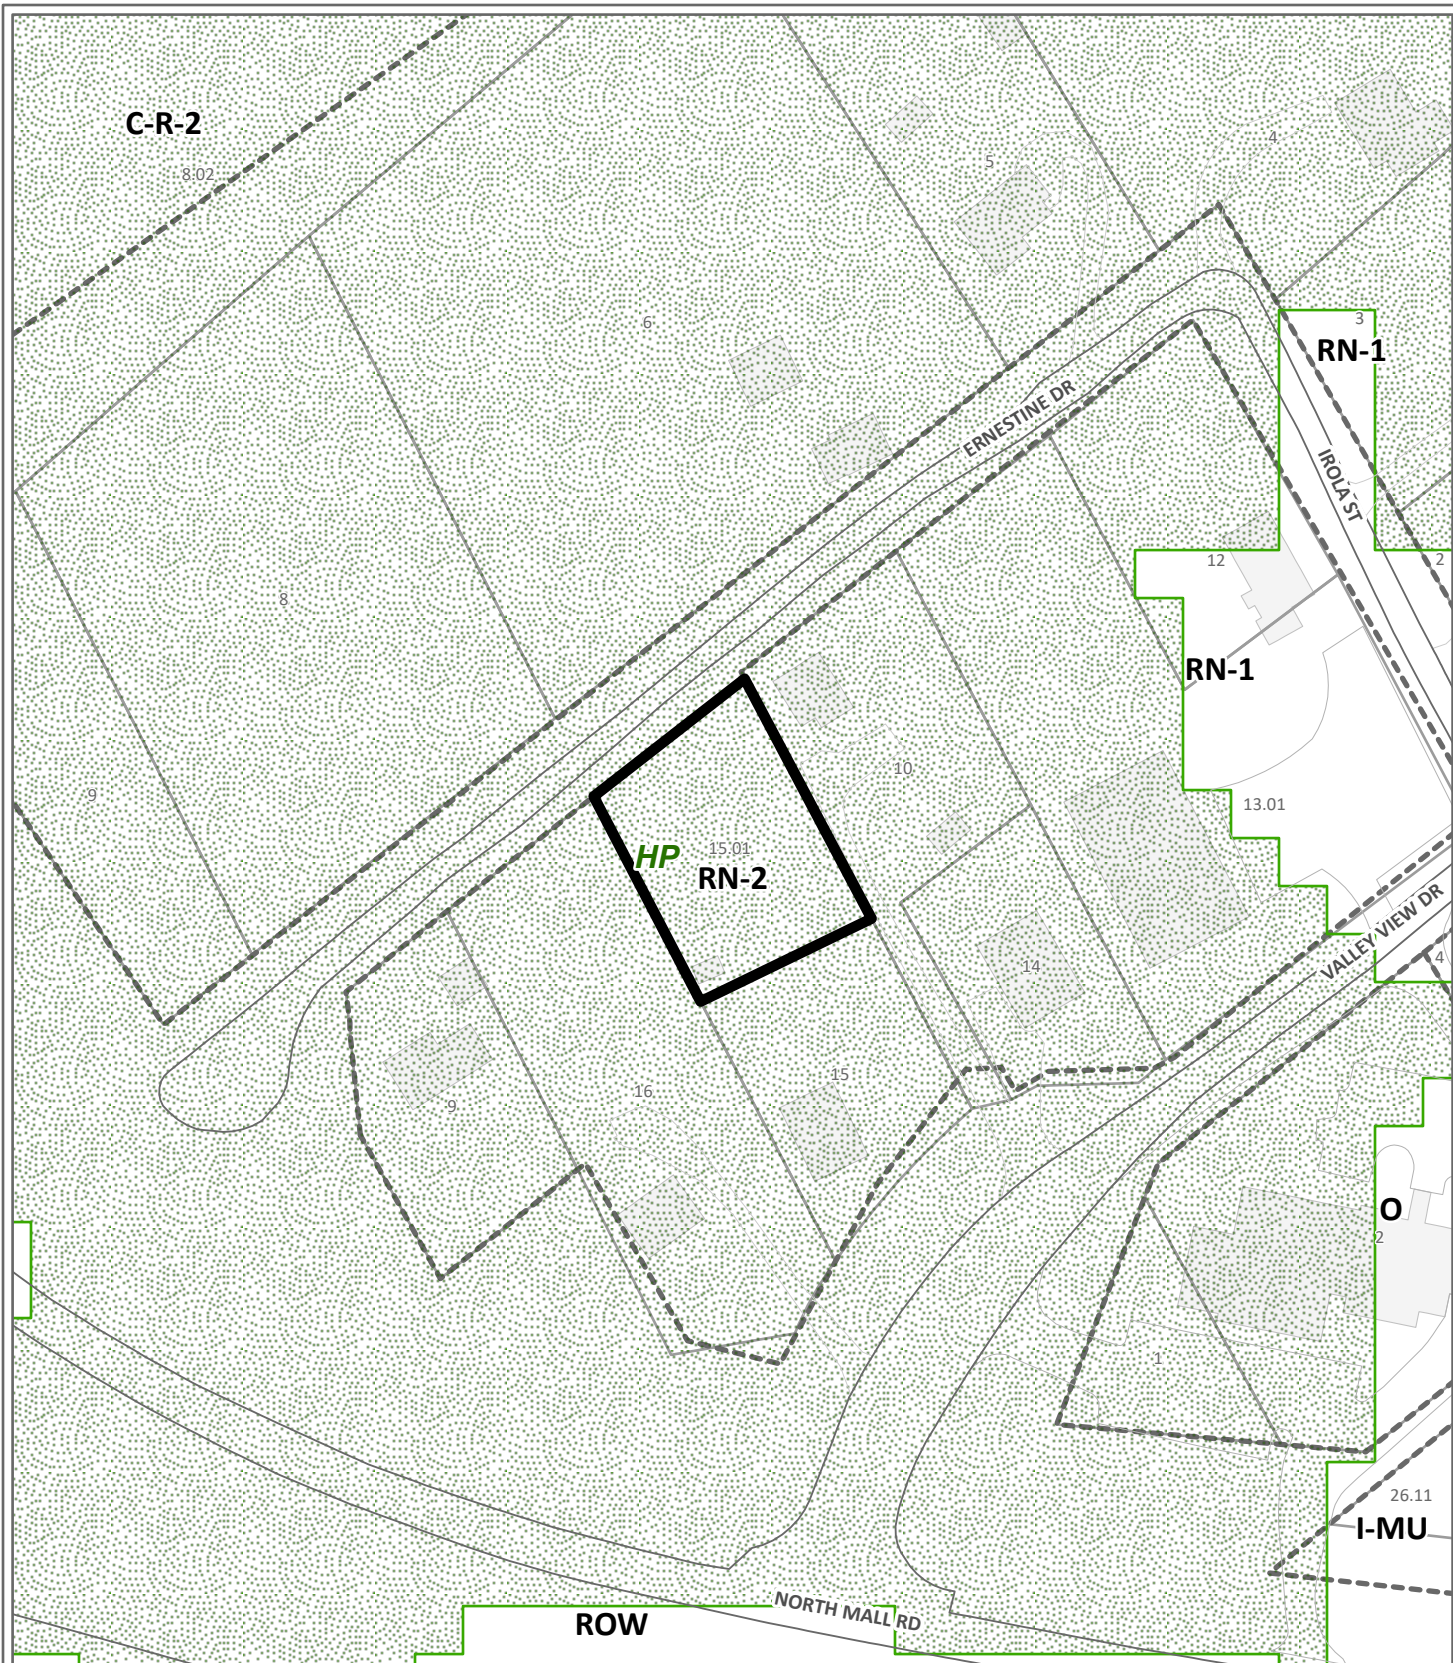 C-R-2
8.02
4
5
6
3
RN-1
ERNESTINE DR
IROLA ST
12
2
8
RN-1
10
9
13.01
15.01
HP
RN-2
VALLEY VIEW DR
4
14
15
16
9
O
2
1
26.11
I-MU
NORTH MALL RD
ROW